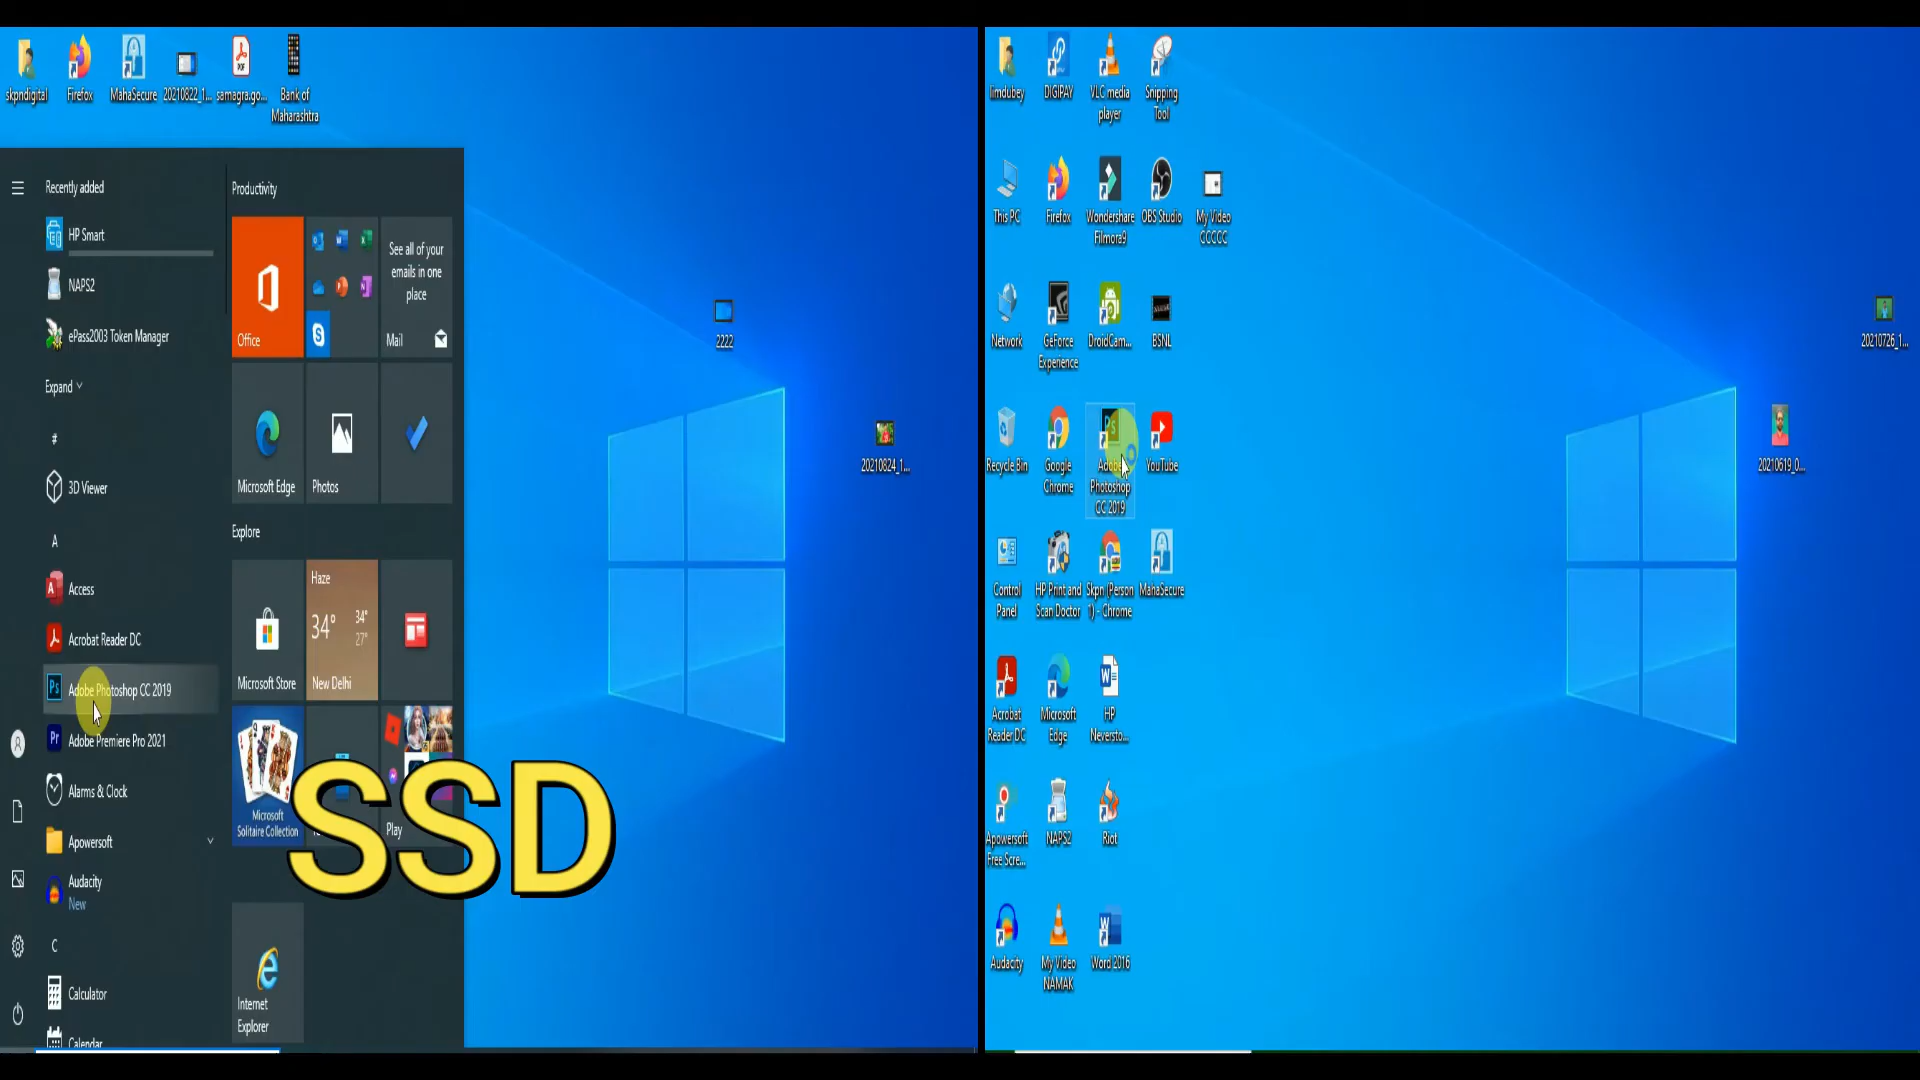 skpndigital
Firefox
MahaSecure
20210822_1...
samagra.go...
Bank of
Maharashtra
Recently added
HP Smart
NAPS2
ePass2003 Token Manager
Expand
#
3D Viewer
A
Access
Acrobat Reader DC
Adobe Photoshop CC 2019
Adobe Premiere Pro 2021
Alarms & Clock
Apowersoft
Audacity
New
C
Calculator
Calendar
Productivity
Office
See all of your
emails in one
place
Mail
Microsoft Edge
Photos
Explore
Microsoft Store
Haze
34°
34°
27°
New Delhi
Microsoft
Solitaire Collection
Play
Internet
Explorer
SSD
2222
20210824_1...
limdubey
DIGIPAY
VLC media
player
Snipping
Tool
This PC
Firefox
Wondershare
Filmora9
OBS Studio
My Video
CCCCC
Network
GeForce
Experience
DroidCam...
BSNL
Recycle Bin
Google
Chrome
Adobe
Photoshop
CC 2019
YouTube
Control
Panel
HP Print and
Scan Doctor
Skpn (Person
1) - Chrome
MahaSecure
Acrobat
Reader DC
Microsoft
Edge
HP
Neversto...
Apowersoft
Free Scre...
NAPS2
Riot
Audacity
My Video
NAMAK
Word 2016
20210726_1...
20210619_0...